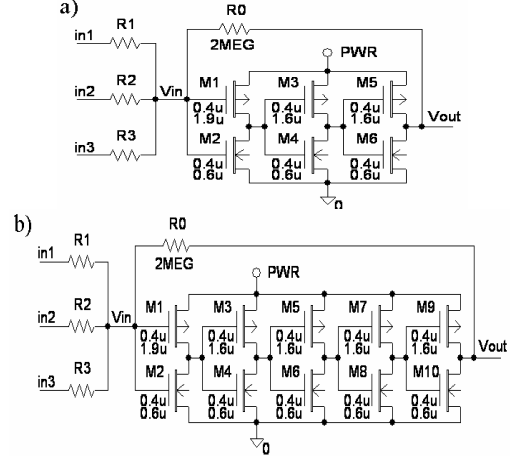 a)
R0
2MEG
R1
in1
PWR
R2
in2
Vin
M1
M3
M5
0.4u
1.9u
0.4u
1.6u
0.4u
1.6u
Vout
R3
in3
M2
M4
M6
0.4u
0.6u
0.4u
0.6u
0.4u
0.6u
0
b)
R0
2MEG
R1
in1
PWR
R2
in2
Vin
M1
M3
M5
M7
M9
0.4u
1.9u
0.4u
1.6u
0.4u
1.6u
0.4u
1.6u
0.4u
1.6u
Vout
R3
in3
M2
M4
M6
M8
M10
0.4u
0.6u
0.4u
0.6u
0.4u
0.6u
0.4u
0.6u
0.4u
0.6u
0